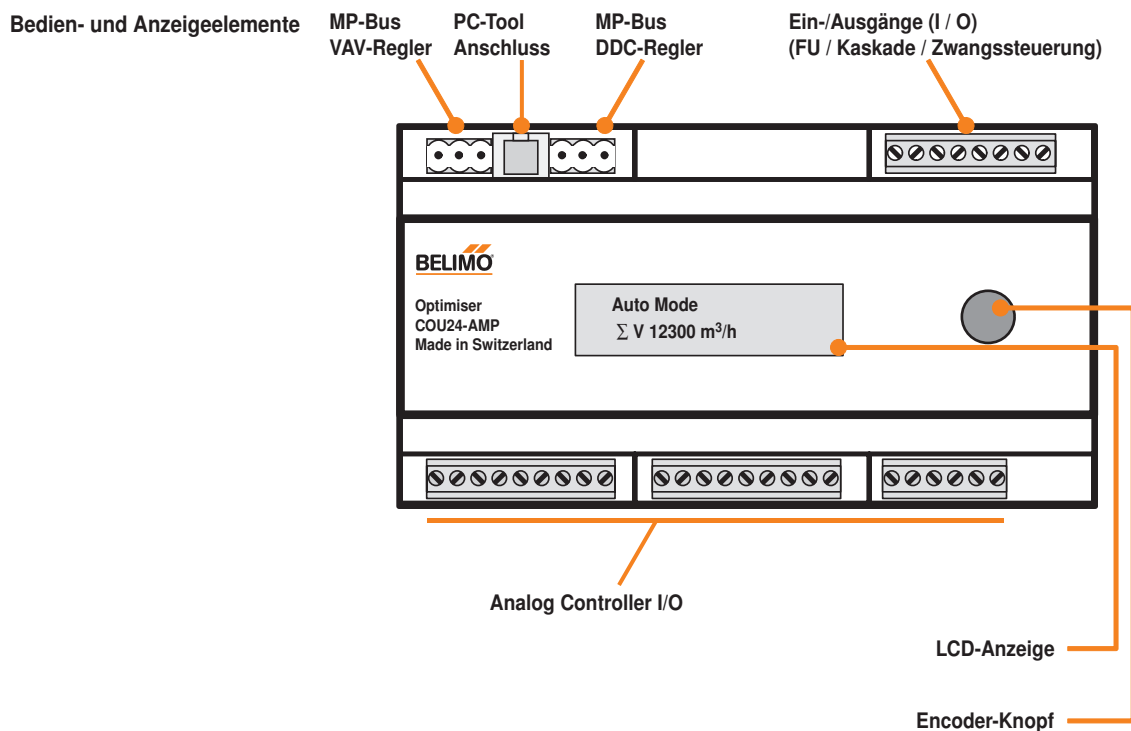 Bedien- und Anzeigeelemente
MP-Bus
VAV-Regler
PC-Tool
Anschluss
MP-Bus
DDC-Regler
Ein-/Ausgänge (I / O)
(FU / Kaskade / Zwangssteuerung)
BELIMO
Optimiser
COU24-AMP
Made in Switzerland
Auto Mode
∑ V 12300 m³/h
Analog Controller I/O
LCD-Anzeige
Encoder-Knopf